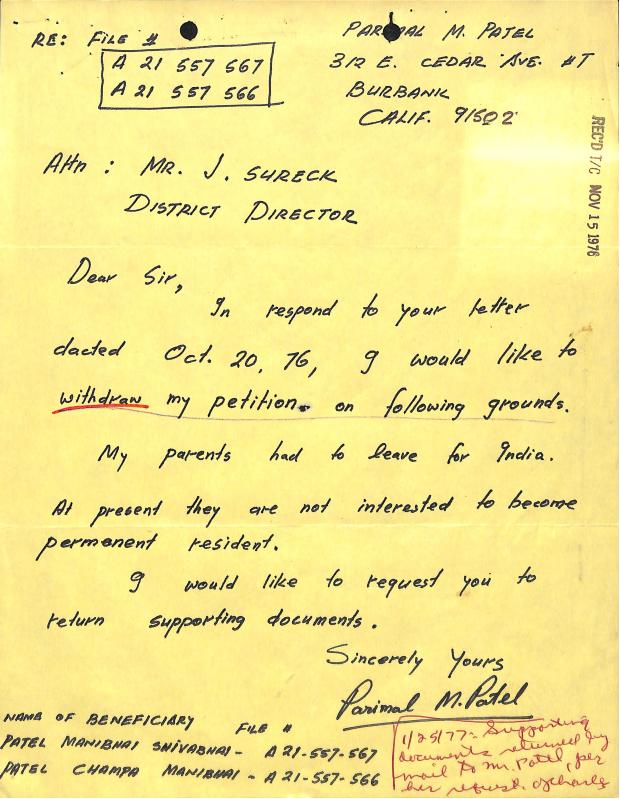 RE: FILE #
A 21 557 567
A 21 557 566
PARIMAL M. PATEL
312 E. CEDAR AVE. #T
BURBANK
CALIF. 91502
REC'D T/C NOV 15 1976
Attn : MR. J. SURECK
DISTRICT DIRECTOR
Dear Sir,
In respond to your letter
dacted Oct. 20, 76, I would like to
withdraw my petition. on following grounds.
My parents had to leave for India.
At present they are not interested to become
permenent resident.
I would like to request you to
return supporting documents.
Sincerely Yours
Parimal M. Patel
NAME OF BENEFICIARY FILE #
PATEL MANIBHAI SHIVABHAI - A 21-557-567
PATEL CHAMPA MANIBHAI - A 21-557-566
1/25/77- Supporting
documents returned by
mail to Mr. Patel, per
her request.